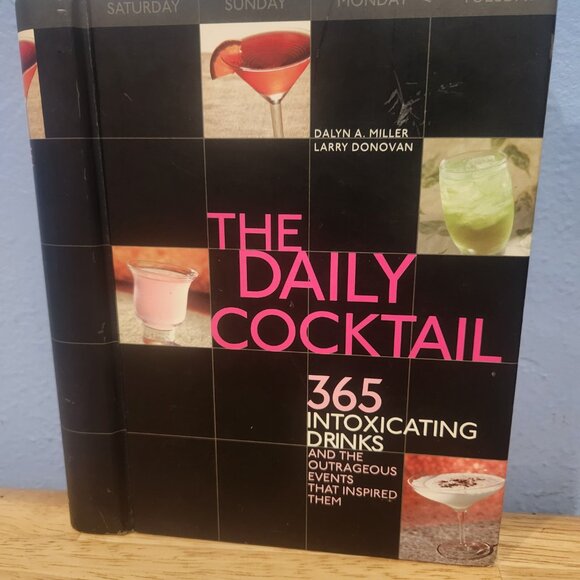 SATURDAY SUNDAY MONDAY TUESDAY
DALYN A. MILLER
LARRY DONOVAN
THE
DAILY
COCKTAIL
365
INTOXICATING
DRINKS
AND THE
OUTRAGEOUS
EVENTS
THAT INSPIRED
THEM